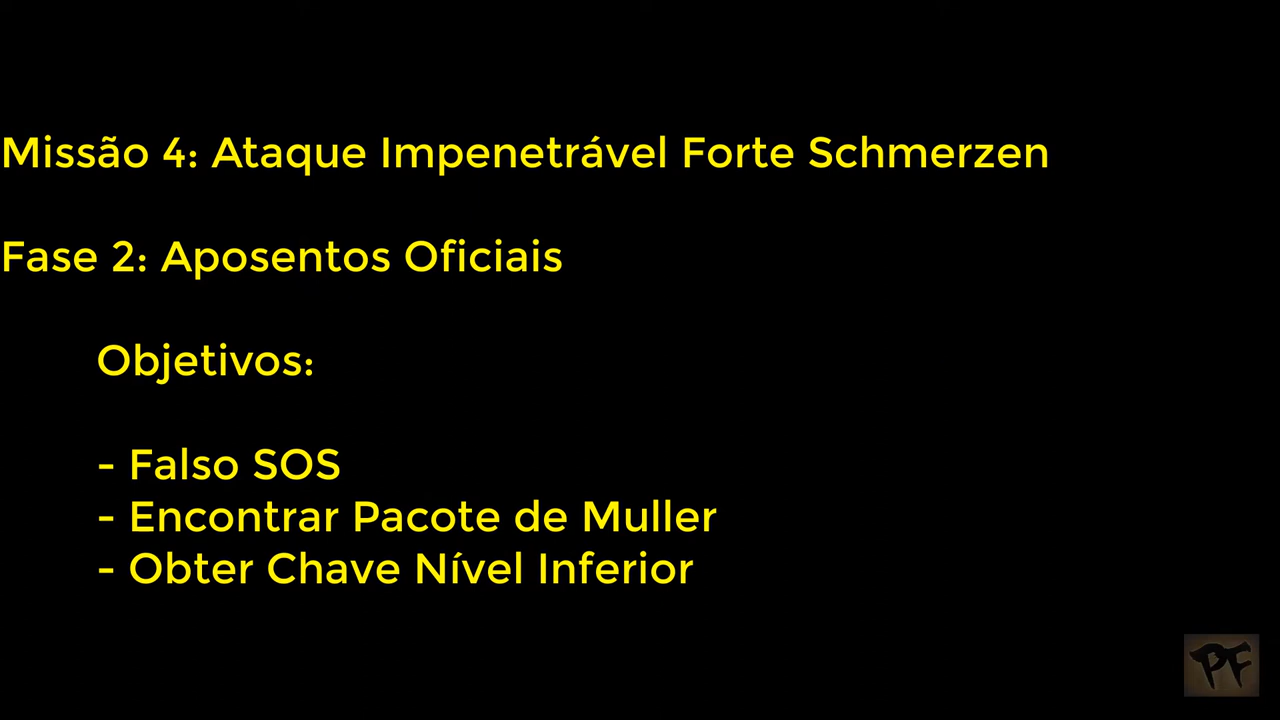 Missão 4: Ataque Impenetrável Forte Schmerzen
Fase 2: Aposentos Oficiais
Objetivos:
- Falso SOS
- Encontrar Pacote de Muller
- Obter Chave Nível Inferior
PF